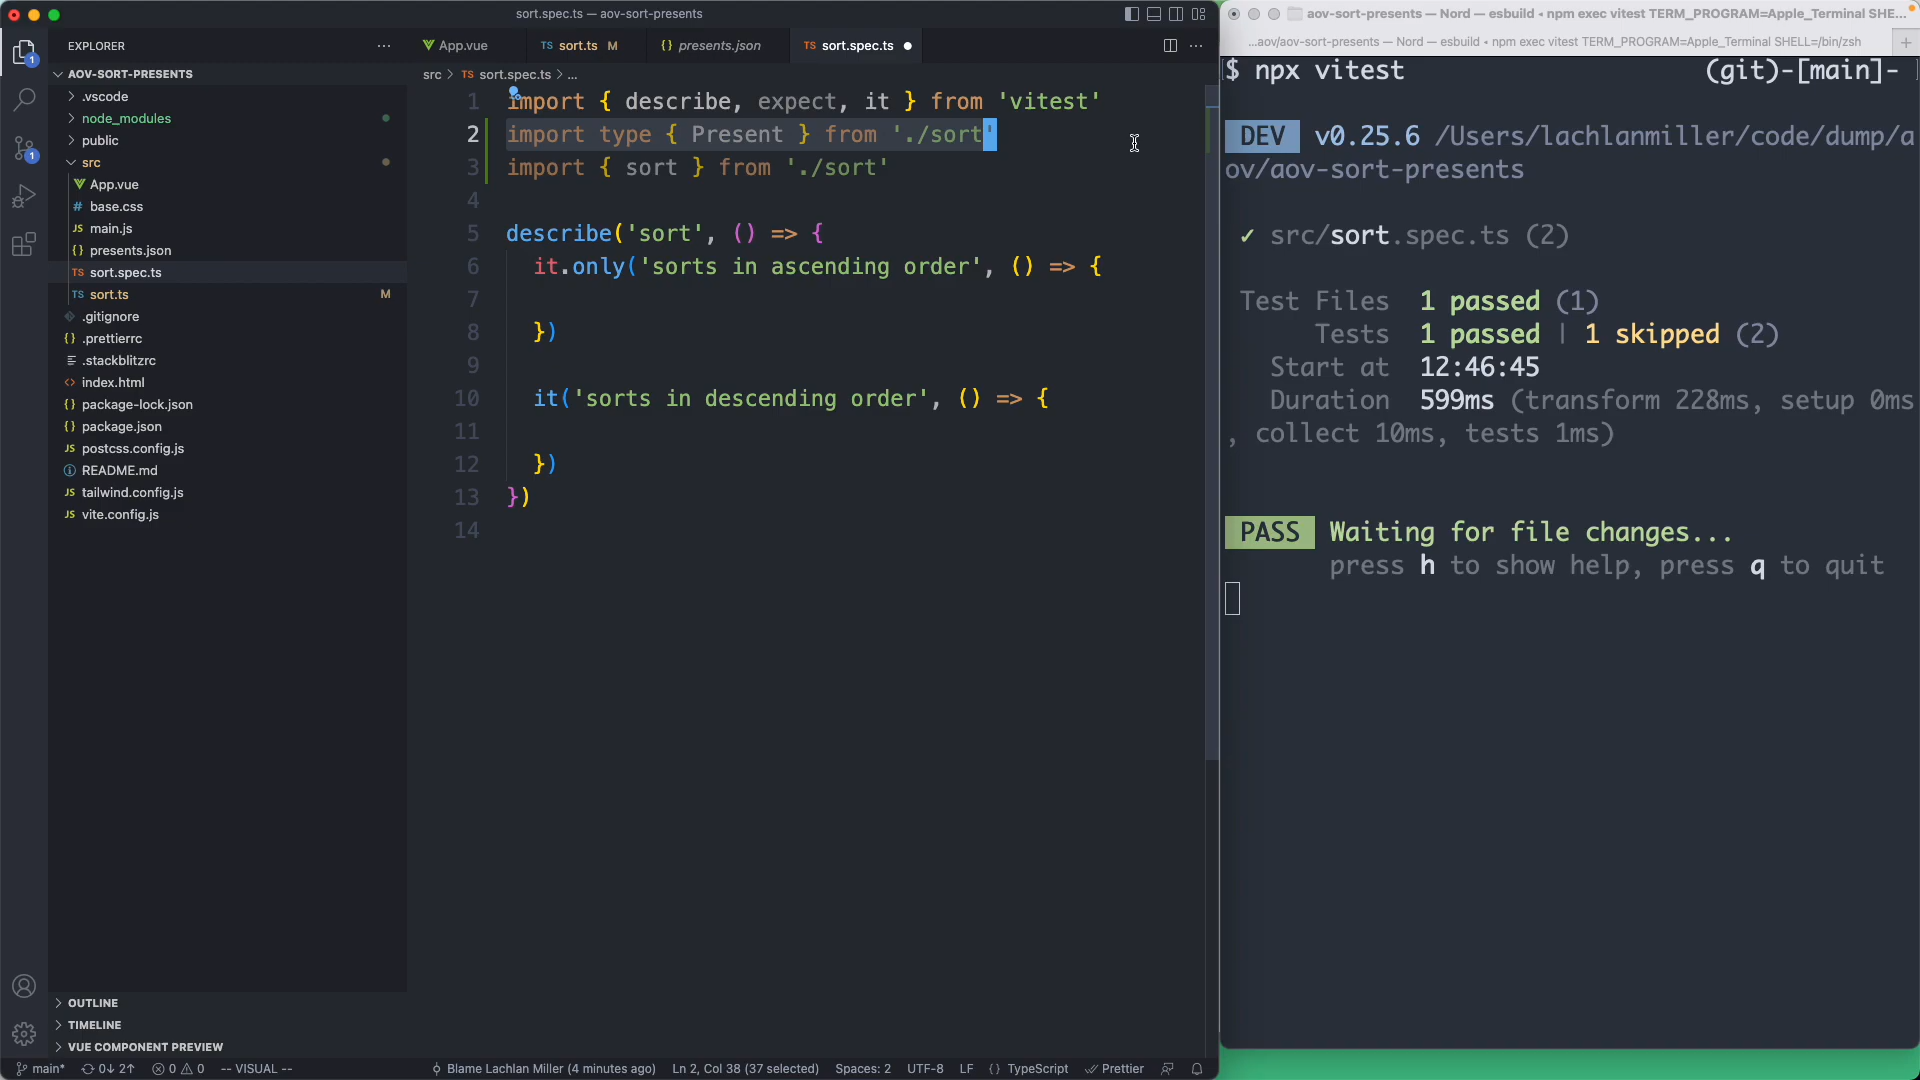 sort.spec.ts — aov-sort-presents
EXPLORER
AOV-SORT-PRESENTS
.vscode
node_modules
public
src
App.vue
base.css
JS main.js
{} presents.json
TS sort.spec.ts
TS sort.ts M
.gitignore
{} .prettierrc
.stackblitzrc
<> index.html
{} package-lock.json
{} package.json
JS postcss.config.js
README.md
JS tailwind.config.js
JS vite.config.js
OUTLINE
TIMELINE
VUE COMPONENT PREVIEW
1
1
App.vue
TS sort.ts M
{} presents.json
TS sort.spec.ts
src > TS sort.spec.ts > ...
1 import { describe, expect, it } from 'vitest'
2 import type { Present } from './sort'
3 import { sort } from './sort'
4
5 describe('sort', () => {
6 it.only('sorts in ascending order', () => {
7
8 })
9
10 it('sorts in descending order', () => {
11
12 })
13 })
14
main* 0↓ 2↑ 0 0 -- VISUAL -- Blame Lachlan Miller (4 minutes ago) Ln 2, Col 38 (37 selected) Spaces: 2 UTF-8 LF {} TypeScript Prettier
aov-sort-presents — Nord — esbuild ◂ npm exec vitest TERM_PROGRAM=Apple_Terminal SHE...
...aov/aov-sort-presents — Nord — esbuild ◂ npm exec vitest TERM_PROGRAM=Apple_Terminal SHELL=/bin/zsh
$ npx vitest (git)-[main]-
DEV v0.25.6 /Users/lachlanmiller/code/dump/a
ov/aov-sort-presents
✓ src/sort.spec.ts (2)
Test Files 1 passed (1)
Tests 1 passed | 1 skipped (2)
Start at 12:46:45
Duration 599ms (transform 228ms, setup 0ms
, collect 10ms, tests 1ms)
PASS Waiting for file changes...
press h to show help, press q to quit